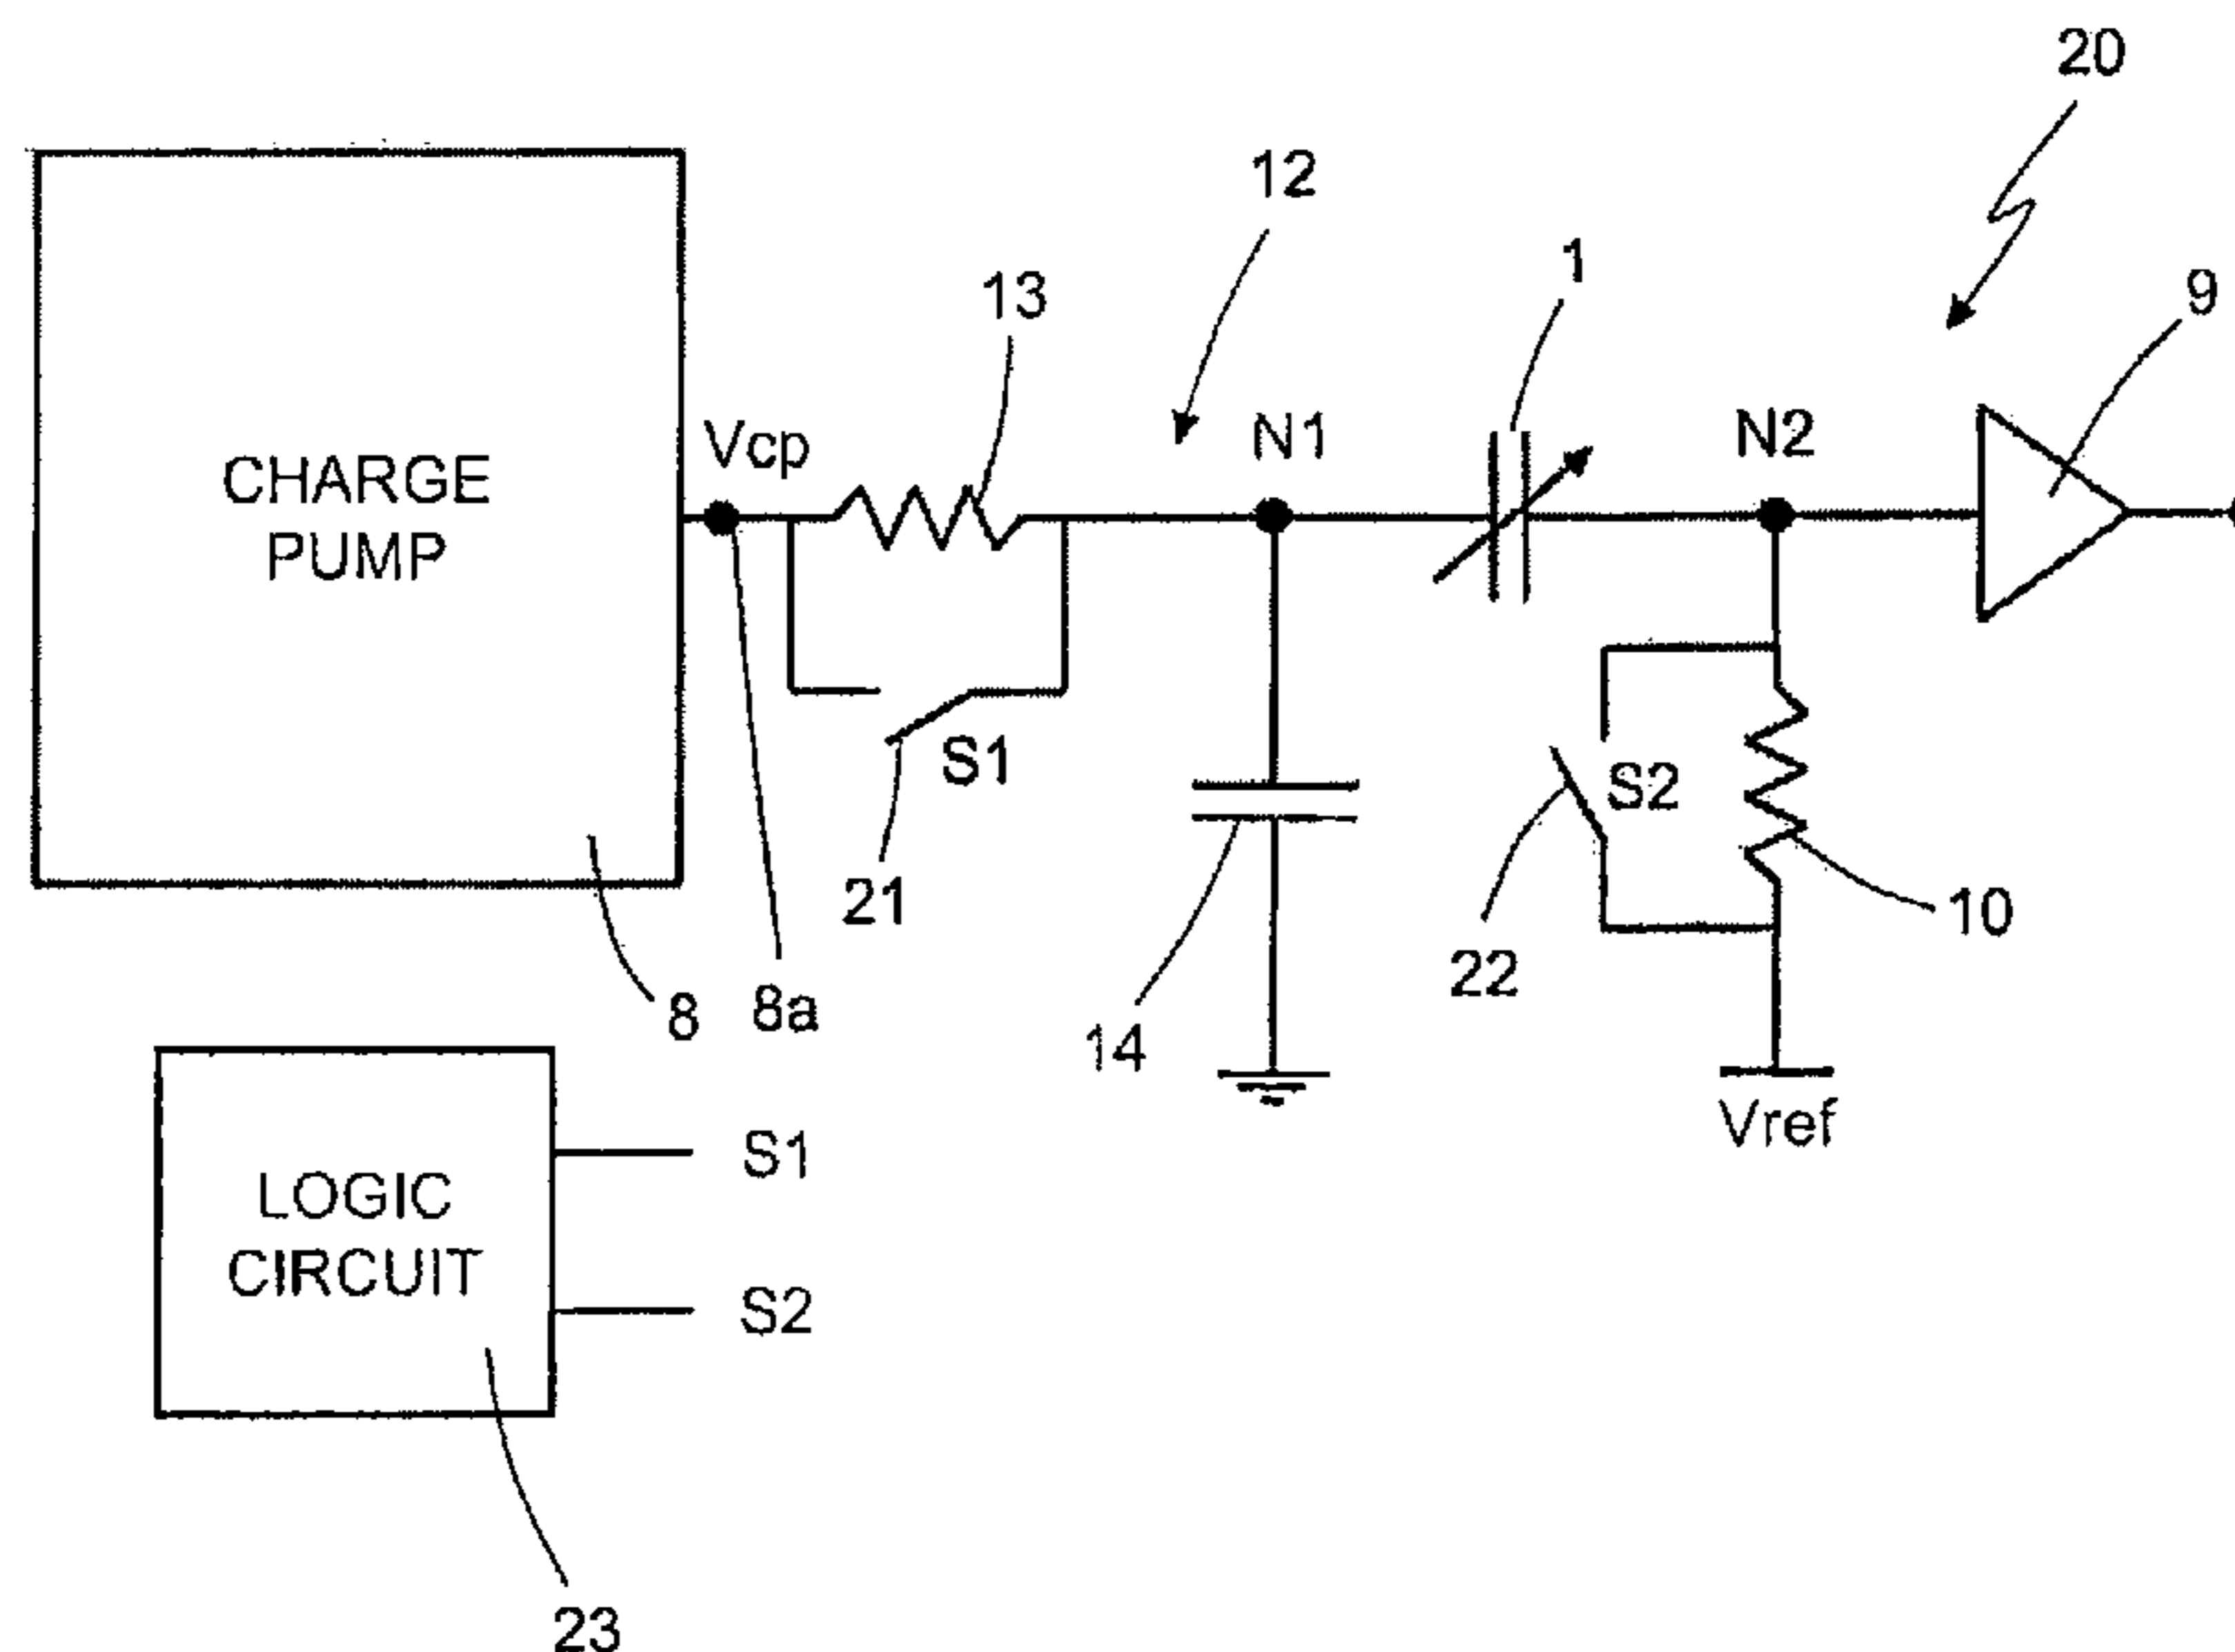 20
12
1
9
13
CHARGE
PUMP
Vcp
N1
N2
S1
S2
21
10
22
8
8a
14
Vref
LOGIC
CIRCUIT
S1
S2
23